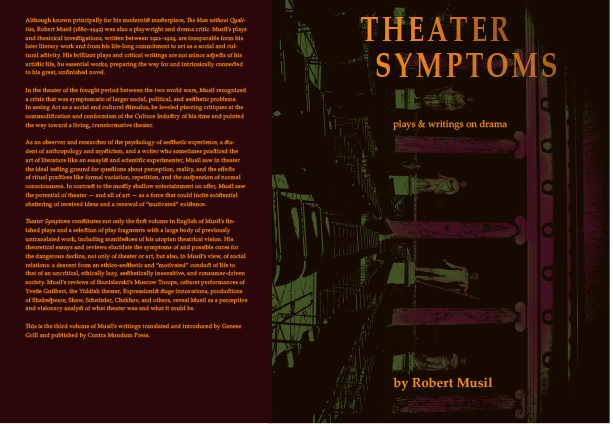 Although known principally for his modernist masterpiece, The Man without Quali-
ties, Robert Musil (1880–1942) was also a playwright and drama critic. Musil's plays
and theatrical investigations, written between 1921–1929, are inseparable from his
later literary work and from his life-long commitment to art as a social and cul-
tural activity. His brilliant plays and critical writings are not minor aspects of his
artistic life, bu essential works, preparing the way for and intrinsically connected
to his great, unfinished novel.
In the theater of the fraught period between the two world wars, Musil recognized
a crisis that was symptomatic of larger social, political, and aesthetic problems.
In seeing Art as a social and cultural stimulus, he leveled piercing critiques at the
commodification and conformism of the Culture Industry of his time and pointed
the way toward a living, transformative theater.
As an observer and researcher of the psychology of aesthetic experience, a stu-
dent of anthropology and mysticism, and a writer who sometimes practiced the
art of literature like an essayist and scientific experimenter, Musil saw in theater
the ideal testing ground for questions about perception, reality, and the effects
of ritual practices like formal variation, repetition, and the suspension of normal
consciousness. In contrast to the mostly shallow entertainment on offer, Musil saw
the potential of theater — and all of art — as a force that could incite existential
shattering of received ideas and a renewal of "motivated" existence.
Theater Symptoms constitutes not only the first volume in English of Musil's fin-
ished plays and a selection of play fragments with a large body of previously
untranslated work, including manifestoes of his utopian theatrical vision. His
theoretical essays and reviews elucidate the symptoms of and possible cures for
the dangerous decline, not only of theater or art, but also, in Musil's view, of social
relations: a descent from an ethico-aesthetic and "motivated" conduct of life to
that of an uncritical, ethically lazy, aesthetically insensitive, and consumer-driven
society. Musil's reviews of Stanislavski's Moscow Troupe, cabaret performances of
Yvette Guilbert, the Yiddish theater, Expressionist stage innovations, productions
of Shakespeare, Shaw, Schnitzler, Chekhov, and others, reveal Musil as a perceptive
and visionary analyst of what theater was and what it could be.
This is the third volume of Musil's writings translated and introduced by Genese
Grill and published by Contra Mundum Press.
THEATER
SYMPTOMS
plays & writings on drama
by Robert Musil